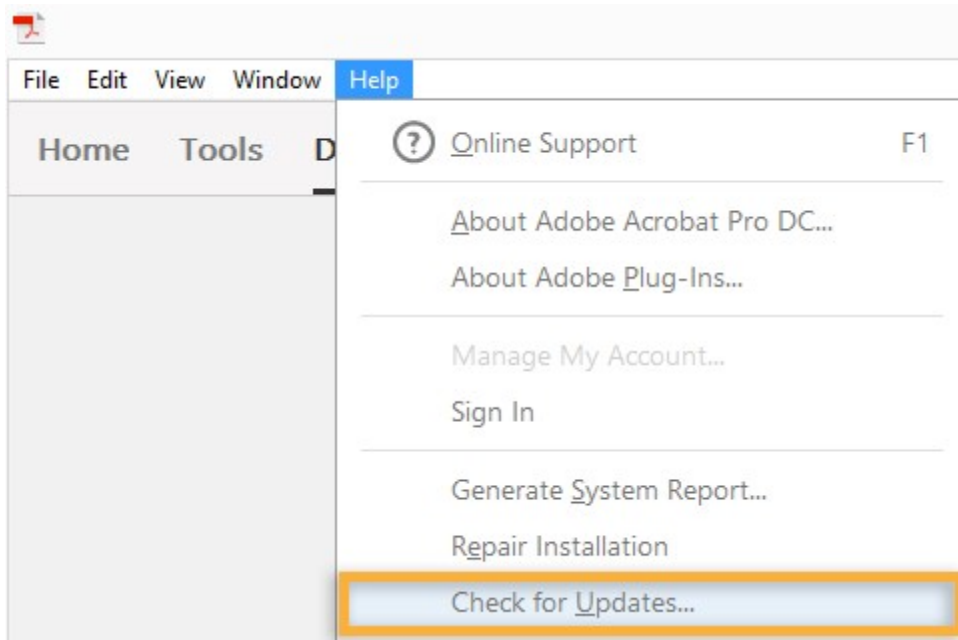 File Edit View Window Help
Home Tools D
Online Support F1
About Adobe Acrobat Pro DC...
About Adobe Plug-Ins...
Manage My Account...
Sign In
Generate System Report...
Repair Installation
Check for Updates...